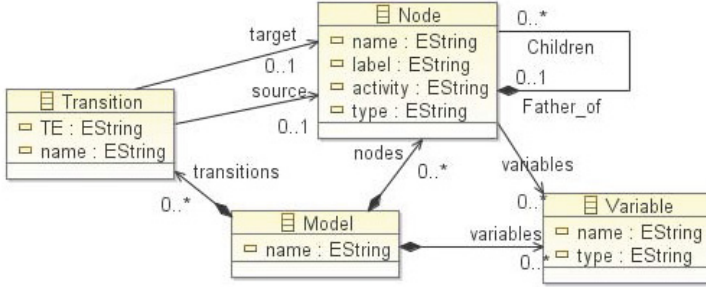 Node
name : EString
label : EString
activity : EString
type : EString
0..*
Children
0..1
Father_of
target
0..1
source
0..1
Transition
TE : EString
name : EString
transitions
0..*
nodes
0..*
variables
0..*
Model
name : EString
variables
0..*
Variable
name : EString
type : EString